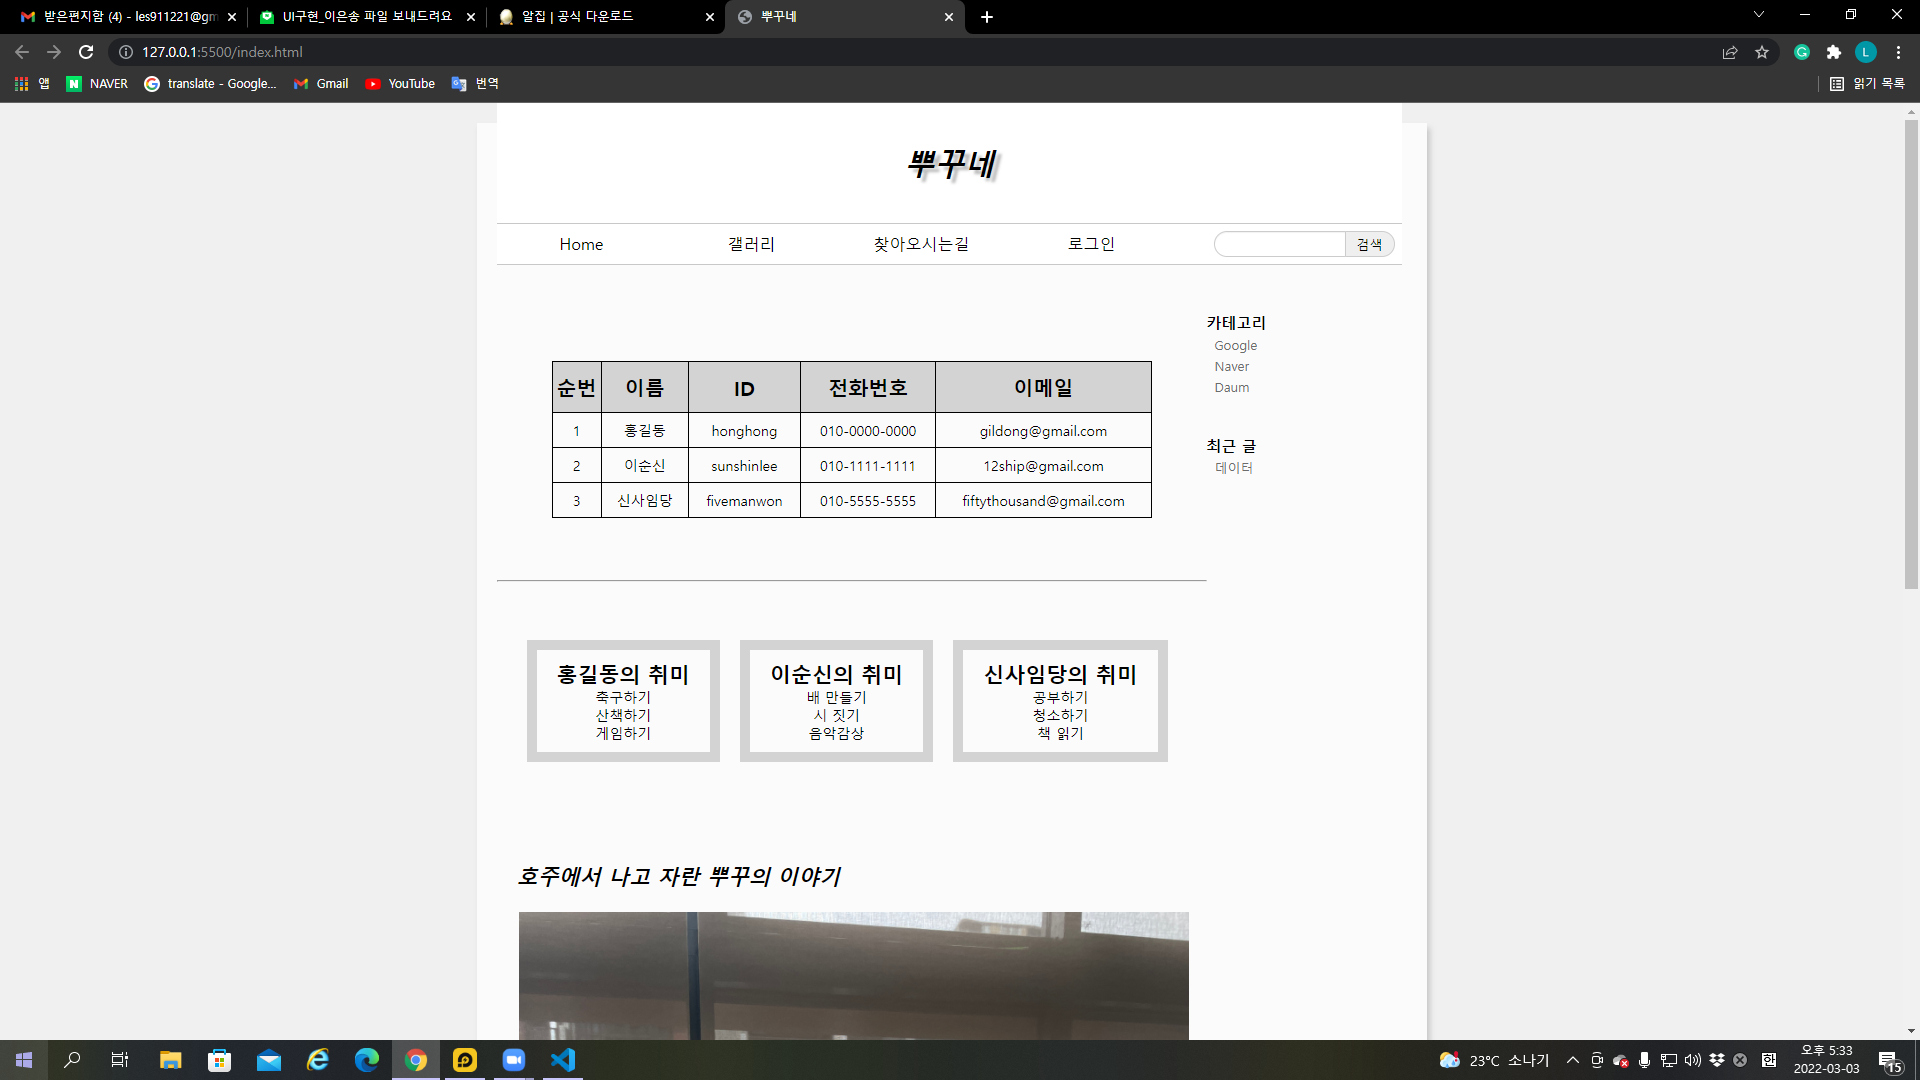 받은편지함 (4) - les911221@gm
UI구현_이은송 파일 보내드려요
알집 | 공식 다운로드
뿌꾸네
127.0.0.1:5500/index.html
L
앱
NAVER
translate - Google...
Gmail
YouTube
번역
읽기 목록
뿌꾸네
Home 갤러리 찾아오시는길 로그인 검색
순번 이름 ID 전화번호 이메일
1 홍길동 honghong 010-0000-0000 gildong@gmail.com
2 이순신 sunshinlee 010-1111-1111 12ship@gmail.com
3 신사임당 fivemanwon 010-5555-5555 fiftythousand@gmail.com
카테고리
Google
Naver
Daum
최근 글
데이터
홍길동의 취미
축구하기
산책하기
게임하기
이순신의 취미
배 만들기
시 짓기
음악감상
신사임당의 취미
공부하기
청소하기
책 읽기
호주에서 나고 자란 뿌꾸의 이야기
23°C 소나기
한
오후 5:33
2022-03-03
15